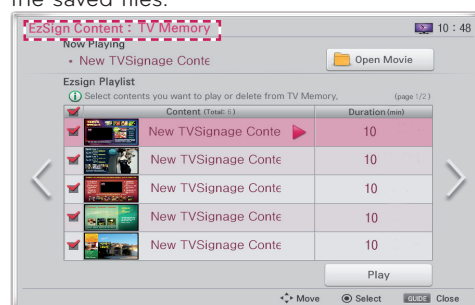 the saved files.
EzSign Content : TV Memory
10 : 48
Now Playing
• New TVSignage Conte
Open Movie
Ezsign Playlist
Select contents you want to play or delete from TV Memory.
(page 1/2 )
Content (Total: 6)
Duration (min)
New TVSignage Conte
10
New TVSignage Conte
10
New TVSignage Conte
10
New TVSignage Conte
10
New TVSignage Conte
10
Play
Move
Select
GUIDE Close